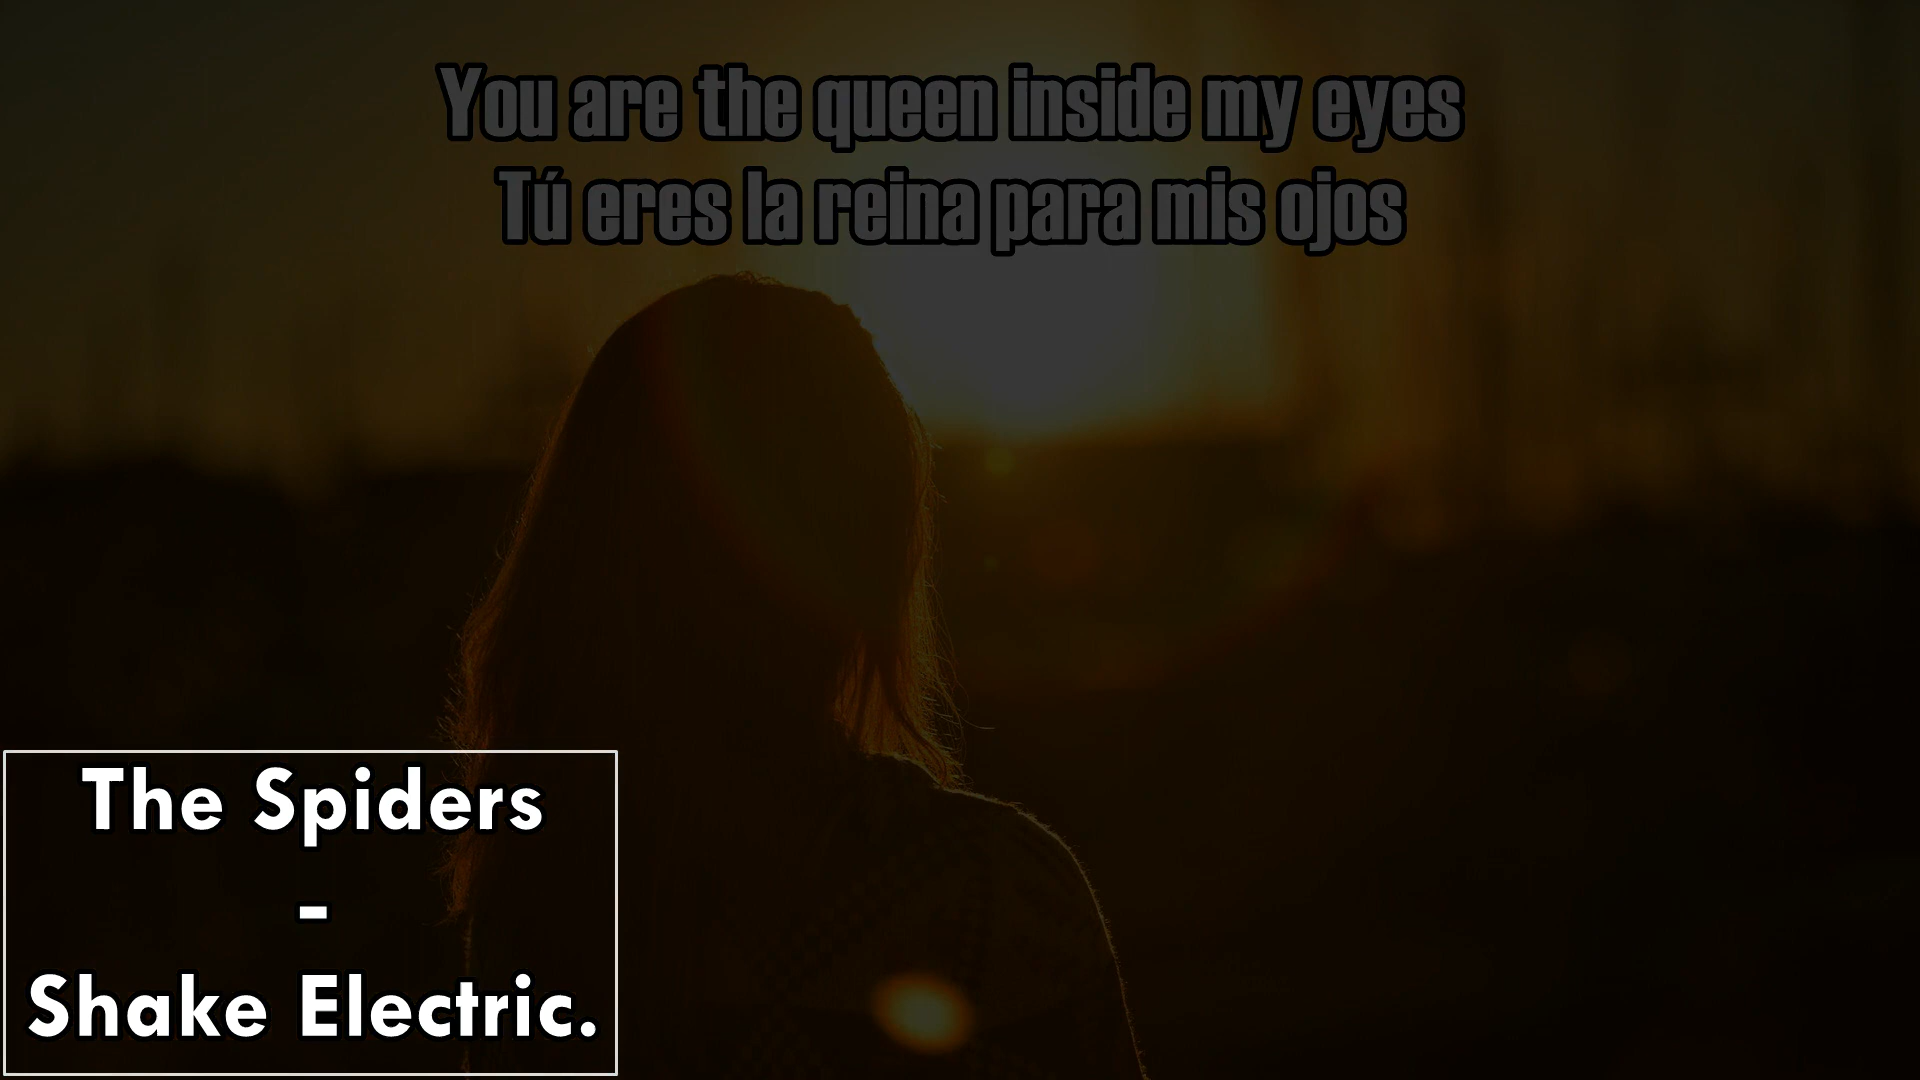 You are the queen inside my eyes
Tú eres la reina para mis ojos
The Spiders
-
Shake Electric.